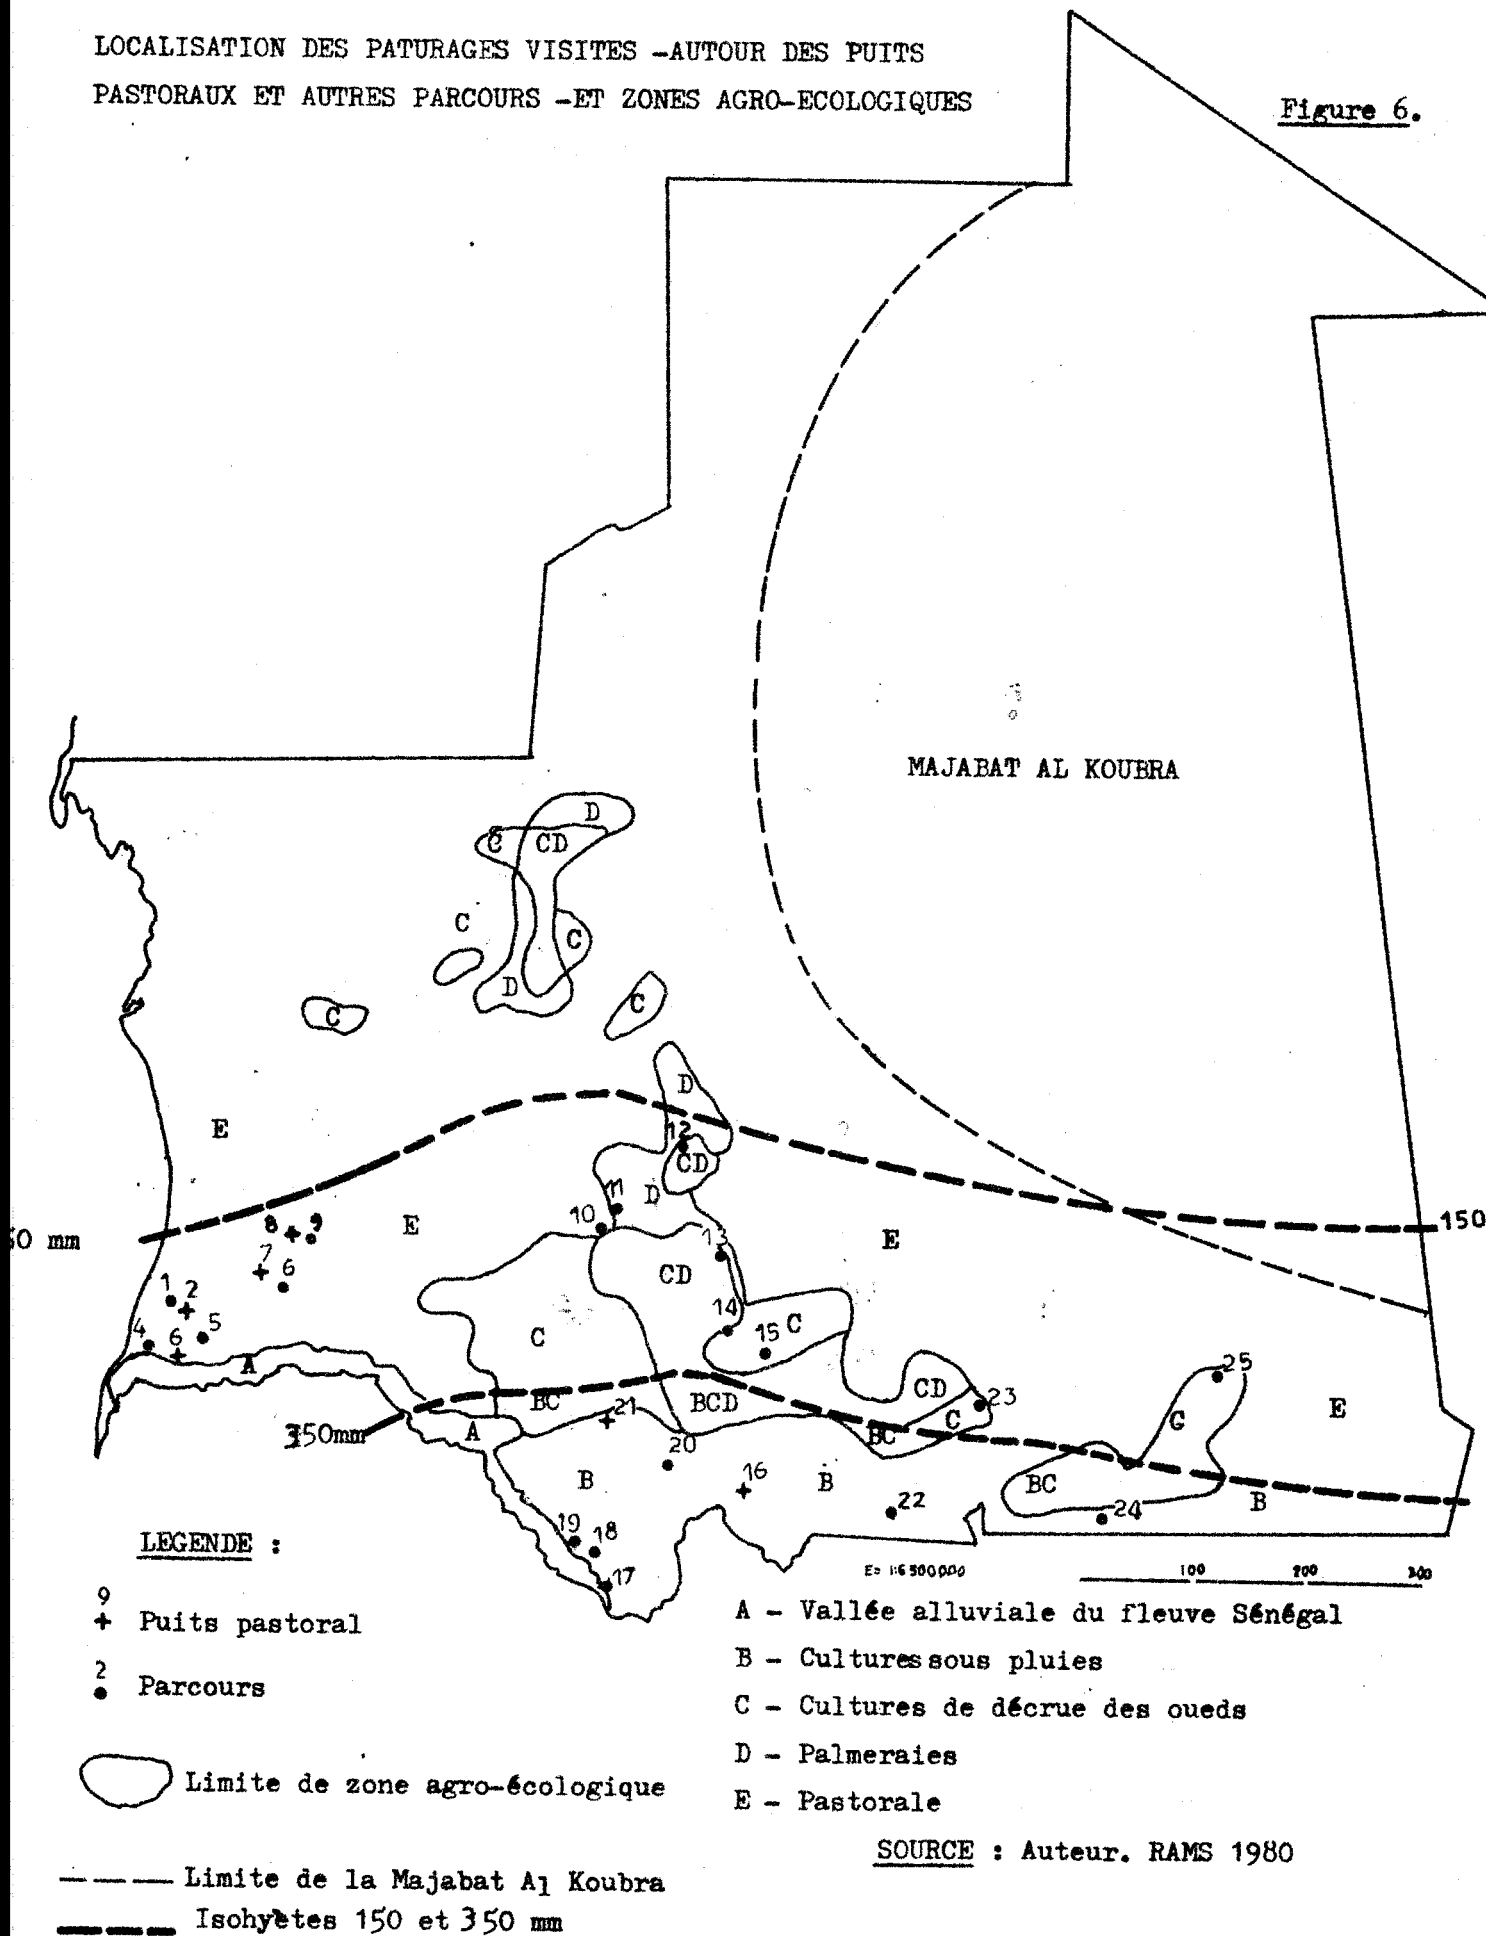 LOCALISATION DES PATURAGES VISITES -AUTOUR DES PUITS
PASTORAUX ET AUTRES PARCOURS -ET ZONES AGRO-ECOLOGIQUES
Figure 6.
MAJABAT AL KOUBRA
D
C
CD
C
C
D
C
C
D
E
12
CD
11
D
10
8
9
E
E
0 mm
150
7
6
13
CD
1
2
14
C
15
4
6
5
C
A
25
CD
23
C
G
E
BC
21
BCD
BC
350mm
A
20
B
16
B
22
BC
24
B
19
18
17
E= 1:6 500000
100
200
300
LEGENDE :
9
+ Puits pastoral
2
• Parcours
Limite de zone agro-écologique
Limite de la Majabat Al Koubra
Isohyètes 150 et 350 mm
A - Vallée alluviale du fleuve Sénégal
B - Cultures sous pluies
C - Cultures de décrue des oueds
D - Palmeraies
E - Pastorale
SOURCE : Auteur. RAMS 1980